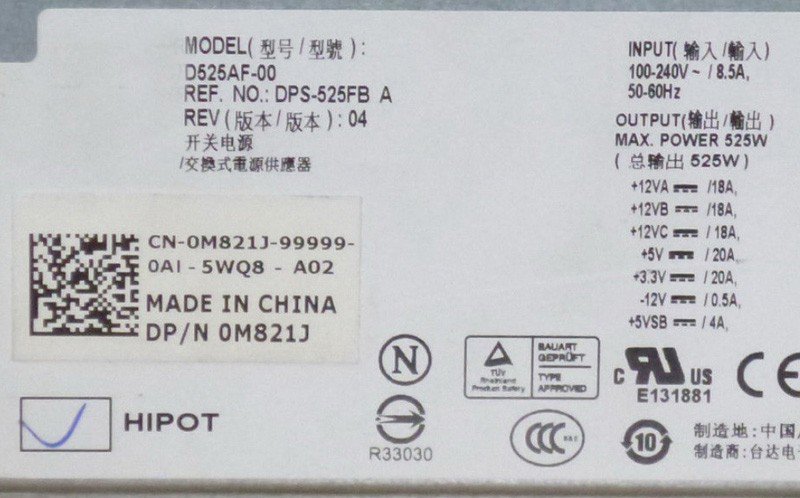 MODEL(型号/型號):
D525AF-00
REF. NO.: DPS-525FB A
REV(版本/版本): 04
开关电源
/交換式電源供應器
INPUT(输入/輸入)
100-240V~ / 8.5A,
50-60Hz
OUTPUT(输出/輸出)
MAX. POWER 525W
(总输出 525W)
+12VA ⎓ /18A,
+12VB ⎓ /18A,
+12VC ⎓ /18A,
+5V ⎓ /20A,
+3.3V ⎓ /20A,
-12V ⎓ /0.5A,
+5VSB ⎓ /4A,
CN-0M821J-99999-
0AI-5WQ8 - A02
MADE IN CHINA
DP/N 0M821J
HIPOT
N
R33030
TÜV
Rheinland
Product Safety
BAUART
GEPRÜFT
TYPE
APPROVED
CCC
c RU US
E131881
CE
10
制造地: 中国
制造商: 台达电